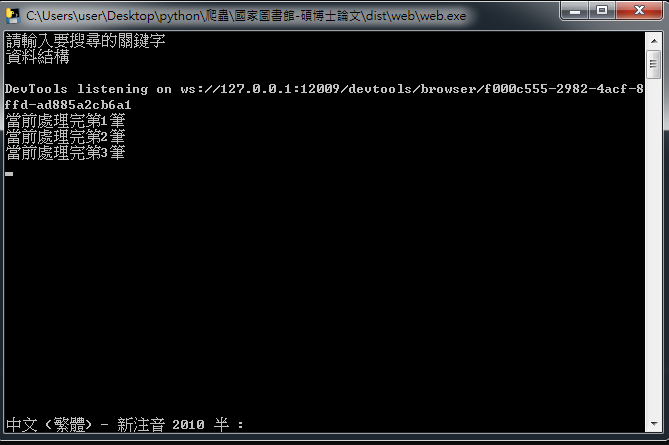 C:\Users\user\Desktop\python\爬蟲\國家圖書館-碩博士論文\dist\web\web.exe
請輸入要搜尋的關鍵字
資料結構
DevTools listening on ws://127.0.0.1:12009/devtools/browser/f000c555-2982-4acf-8
ffd-ad885a2cb6a1
當前處理完第1筆
當前處理完第2筆
當前處理完第3筆
中文 (繁體) - 新注音 2010 半 :